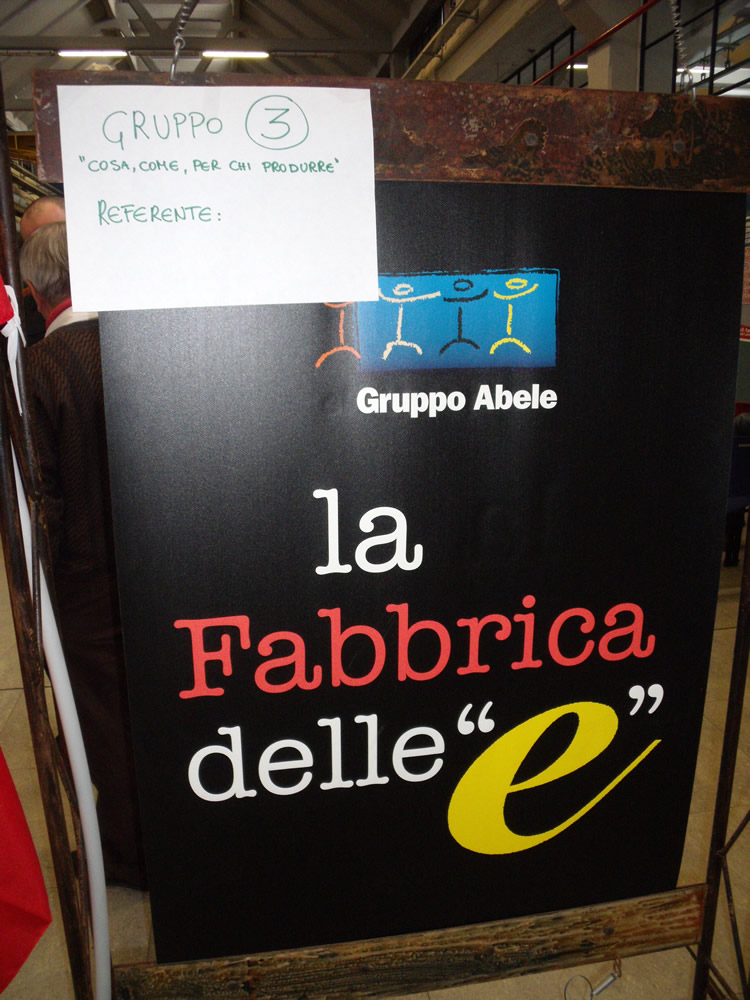 GRUPPO 3
"COSA, COME, PER CHI PRODURRE"
REFERENTE:
Gruppo Abele
la
Fabbrica
delle "e"